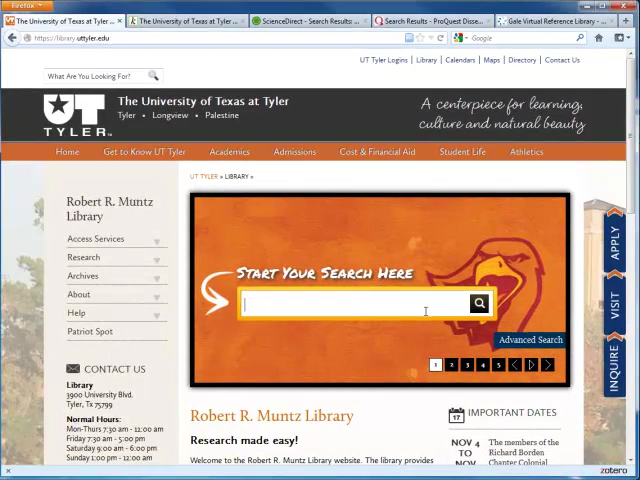 Firefox
The University of Texas at Tyler ...
The University of Texas at Tyler ...
ScienceDirect - Search Results: ...
Search Results - ProQuest Disse...
Gale Virtual Reference Library - ...
https://library.uttyler.edu
Google
UT Tyler Logins | Library | Calendars | Maps | Directory | Contact Us
What Are You Looking For?
UT
TYLER
The University of Texas at Tyler
Tyler • Longview • Palestine
A centerpiece for learning,
culture and natural beauty
Home Get to Know UT Tyler Academics Admissions Cost & Financial Aid Student Life Athletics
UT TYLER » LIBRARY »
Robert R. Muntz
Library
Access Services
Research
Archives
About
Help
Patriot Spot
CONTACT US
Library
3900 University Blvd.
Tyler, Tx 75799
Normal Hours:
Mon-Thurs 7:30 am - 12:00 am
Friday 7:30 am - 5:00 pm
Saturday 9:00 am - 6:00 pm
Sunday 1:00 pm - 12:00 am
START YOUR SEARCH HERE
Advanced Search
1 2 3 4 5
APPLY
VISIT
INQUIRE
Robert R. Muntz Library
Research made easy!
Welcome to the Robert R. Muntz Library website. The library provides
17 IMPORTANT DATES
NOV 4
TO
NOV
The members of the
Richard Borden
Chapter Colonial
zotero